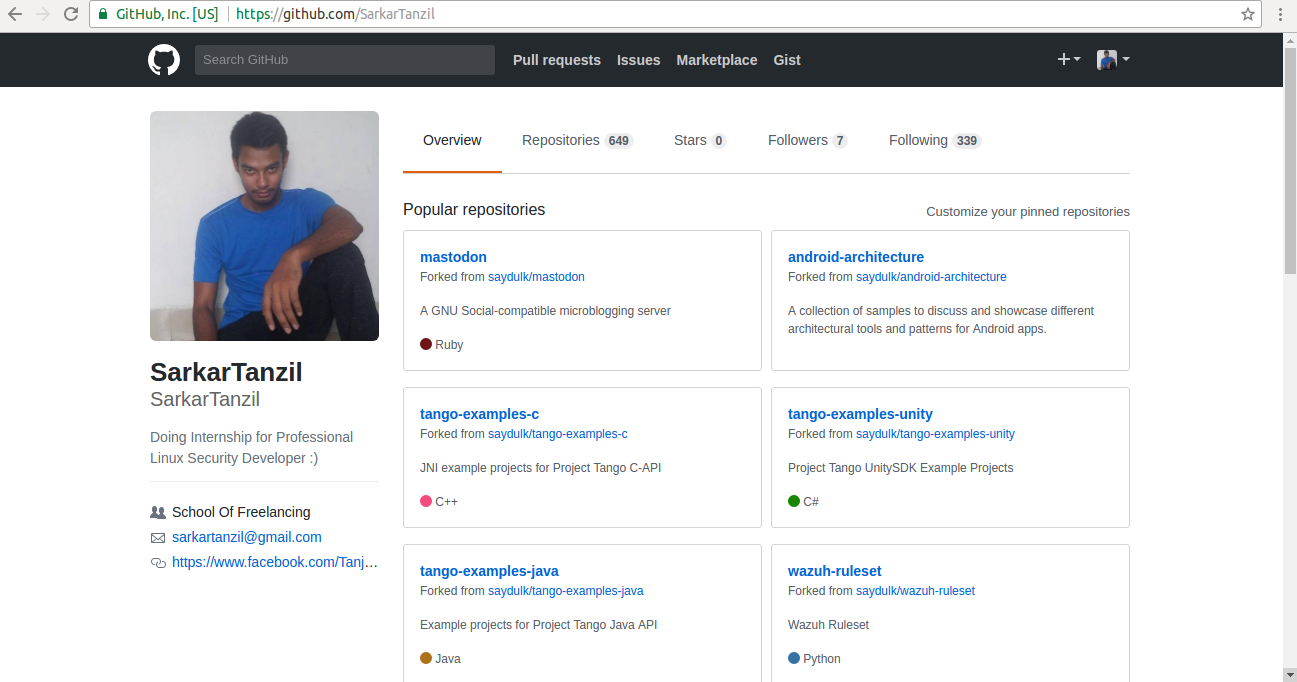 GitHub, Inc. [US] https://github.com/SarkarTanzil
Search GitHub
Pull requests Issues Marketplace Gist
Overview Repositories 649 Stars 0 Followers 7 Following 339
Popular repositories
Customize your pinned repositories
mastodon
Forked from saydulk/mastodon
A GNU Social-compatible microblogging server
Ruby
android-architecture
Forked from saydulk/android-architecture
A collection of samples to discuss and showcase different
architectural tools and patterns for Android apps.
SarkarTanzil
SarkarTanzil
Doing Internship for Professional
Linux Security Developer :)
School Of Freelancing
sarkartanzil@gmail.com
https://www.facebook.com/Tanj...
tango-examples-c
Forked from saydulk/tango-examples-c
JNI example projects for Project Tango C-API
C++
tango-examples-unity
Forked from saydulk/tango-examples-unity
Project Tango UnitySDK Example Projects
C#
tango-examples-java
Forked from saydulk/tango-examples-java
Example projects for Project Tango Java API
Java
wazuh-ruleset
Forked from saydulk/wazuh-ruleset
Wazuh Ruleset
Python